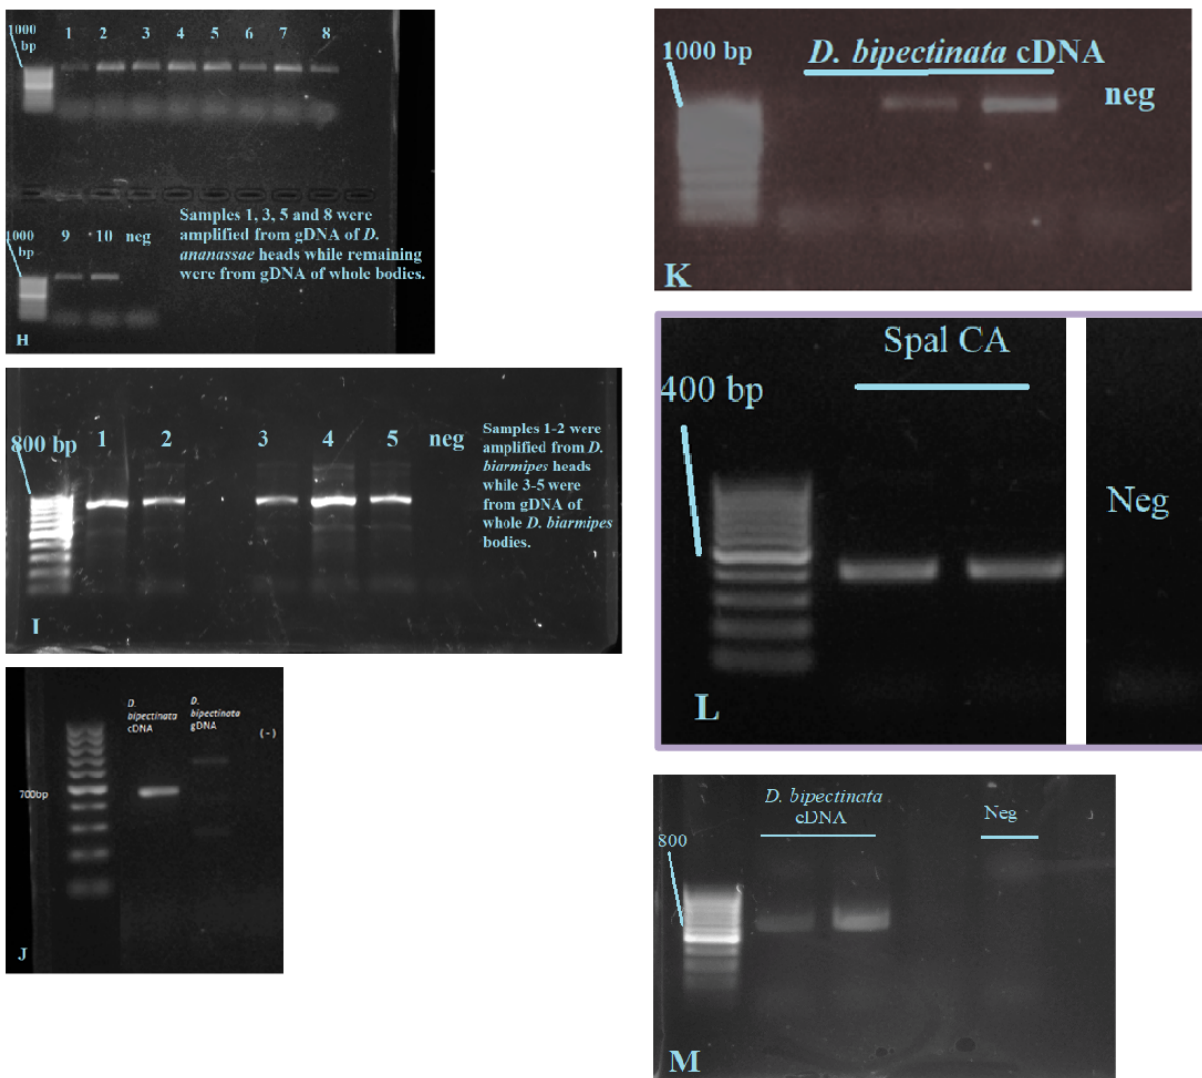 1000
bp
1 2 3 4 5 6 7 8
1000
bp
9 10 neg
Samples 1, 3, 5 and 8 were
amplified from gDNA of D.
ananassae heads while remaining
were from gDNA of whole bodies.
H
800 bp 1 2 3 4 5 neg
Samples 1-2 were
amplified from D.
biarmipes heads
while 3-5 were
from gDNA of
whole D. biarmipes
bodies.
I
D.
bipectinata
cDNA
D.
bipectinata
gDNA
(-)
700bp
J
1000 bp
D. bipectinata cDNA
neg
K
Spal CA
400 bp
Neg
L
D. bipectinata
cDNA
Neg
800
M